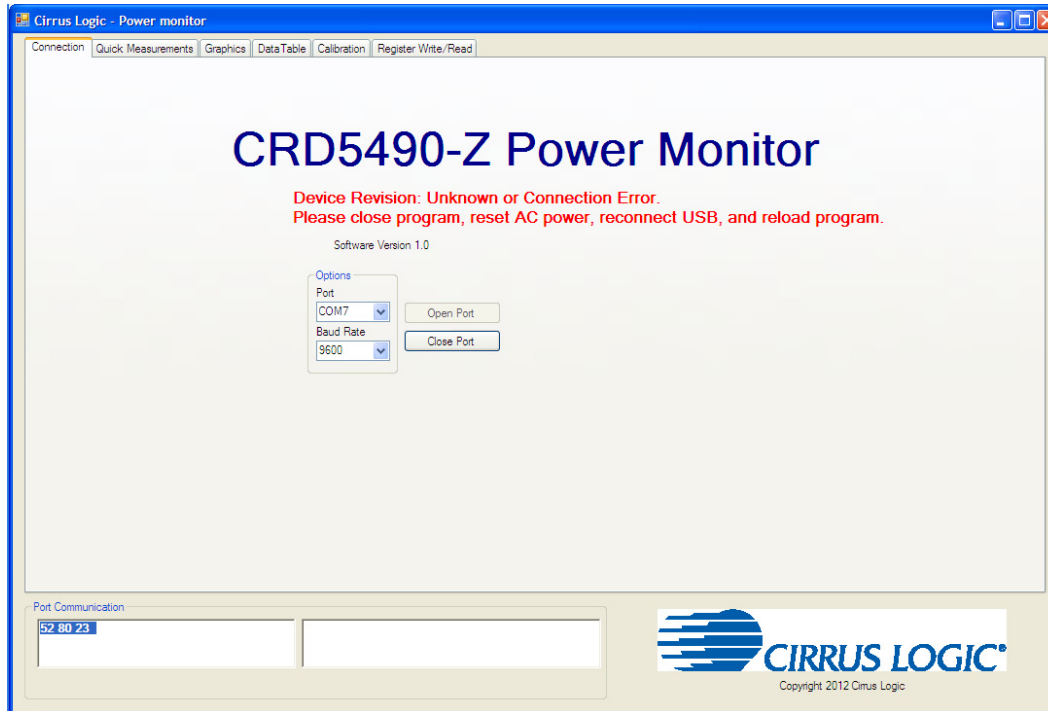 Cirrus Logic - Power monitor
Connection Quick Measurements Graphics DataTable Calibration Register Write/Read
CRD5490-Z Power Monitor
Device Revision: Unknown or Connection Error.
Please close program, reset AC power, reconnect USB, and reload program.
Software Version 1.0
Options
Port
COM7
Open Port
Baud Rate
9600
Close Port
Port Communication
52 80 23
CIRRUS LOGIC®
Copyright 2012 Cirrus Logic